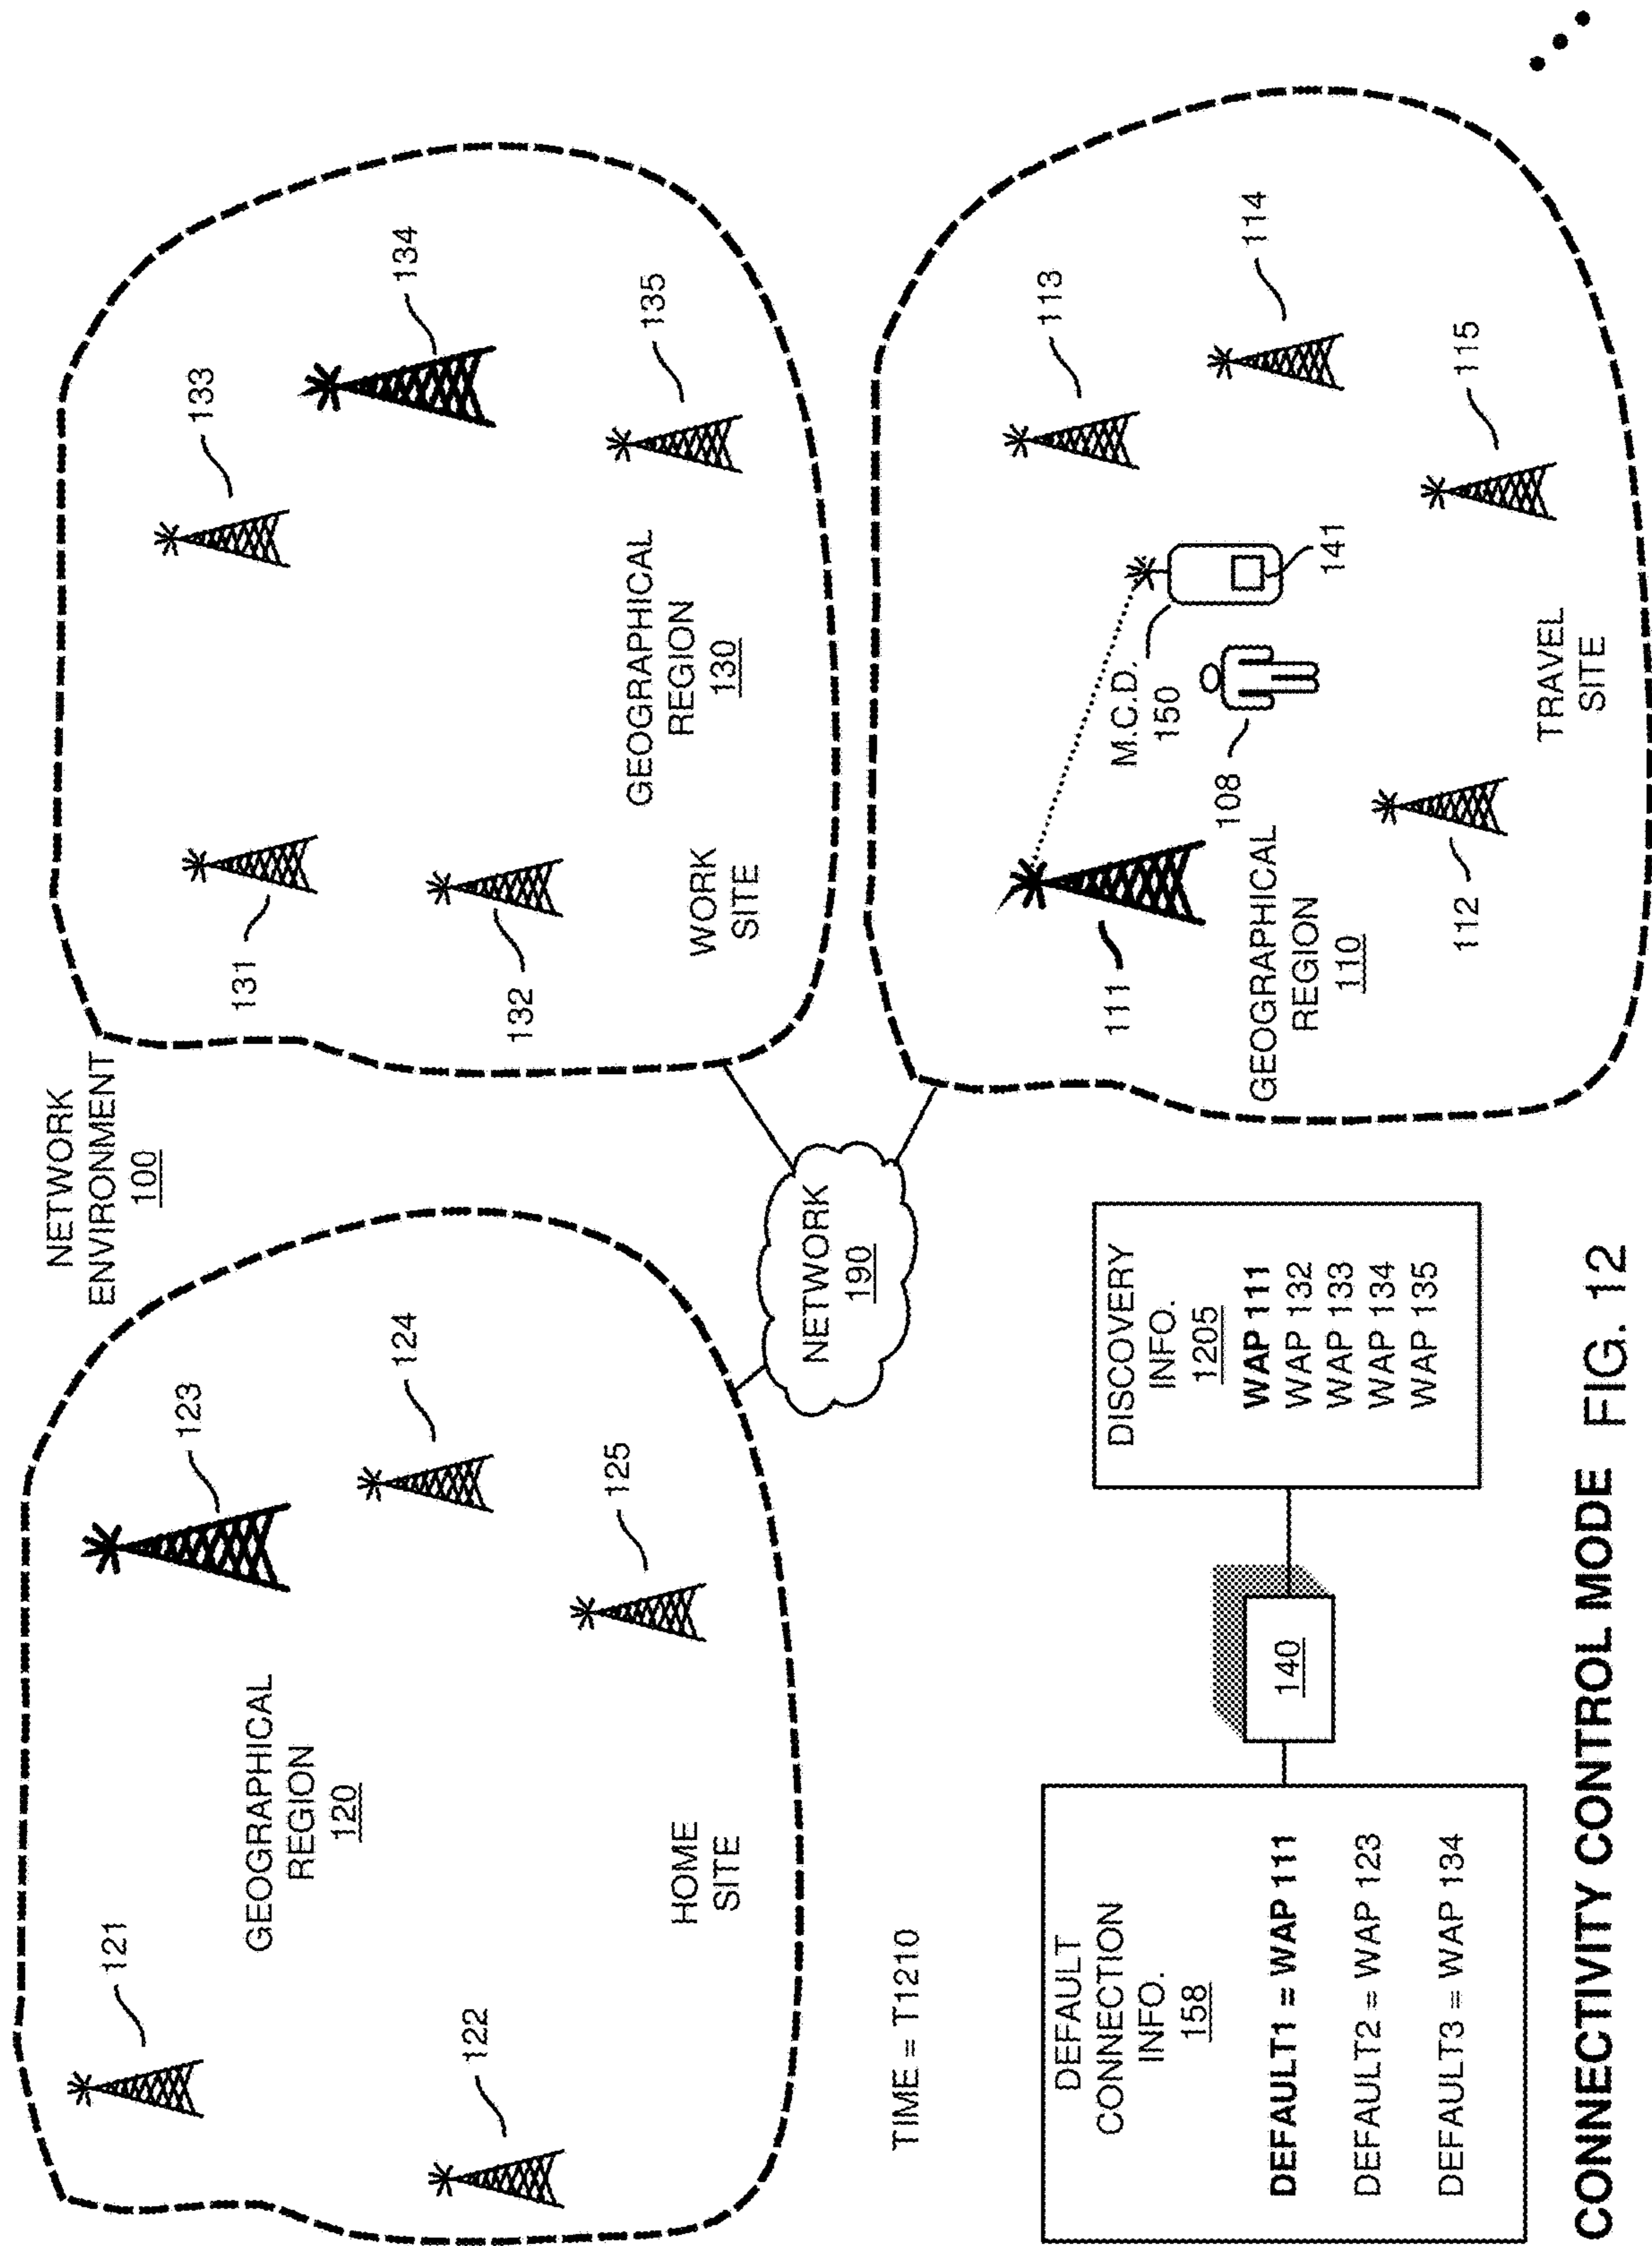 NETWORK
ENVIRONMENT
100
121
122
123
124
125
GEOGRAPHICAL
REGION
120
HOME
SITE
131
132
133
134
135
GEOGRAPHICAL
REGION
130
WORK
SITE
NETWORK
190
TIME = T1210
DEFAULT
CONNECTION
INFO.
158
DEFAULT1 = WAP 111
DEFAULT2 = WAP 123
DEFAULT3 = WAP 134
140
DISCOVERY
INFO.
1205
WAP 111
WAP 132
WAP 133
WAP 134
WAP 135
111
112
113
114
115
M.C.D.
150
141
108
GEOGRAPHICAL
REGION
110
TRAVEL
SITE
CONNECTIVITY CONTROL MODE FIG. 12